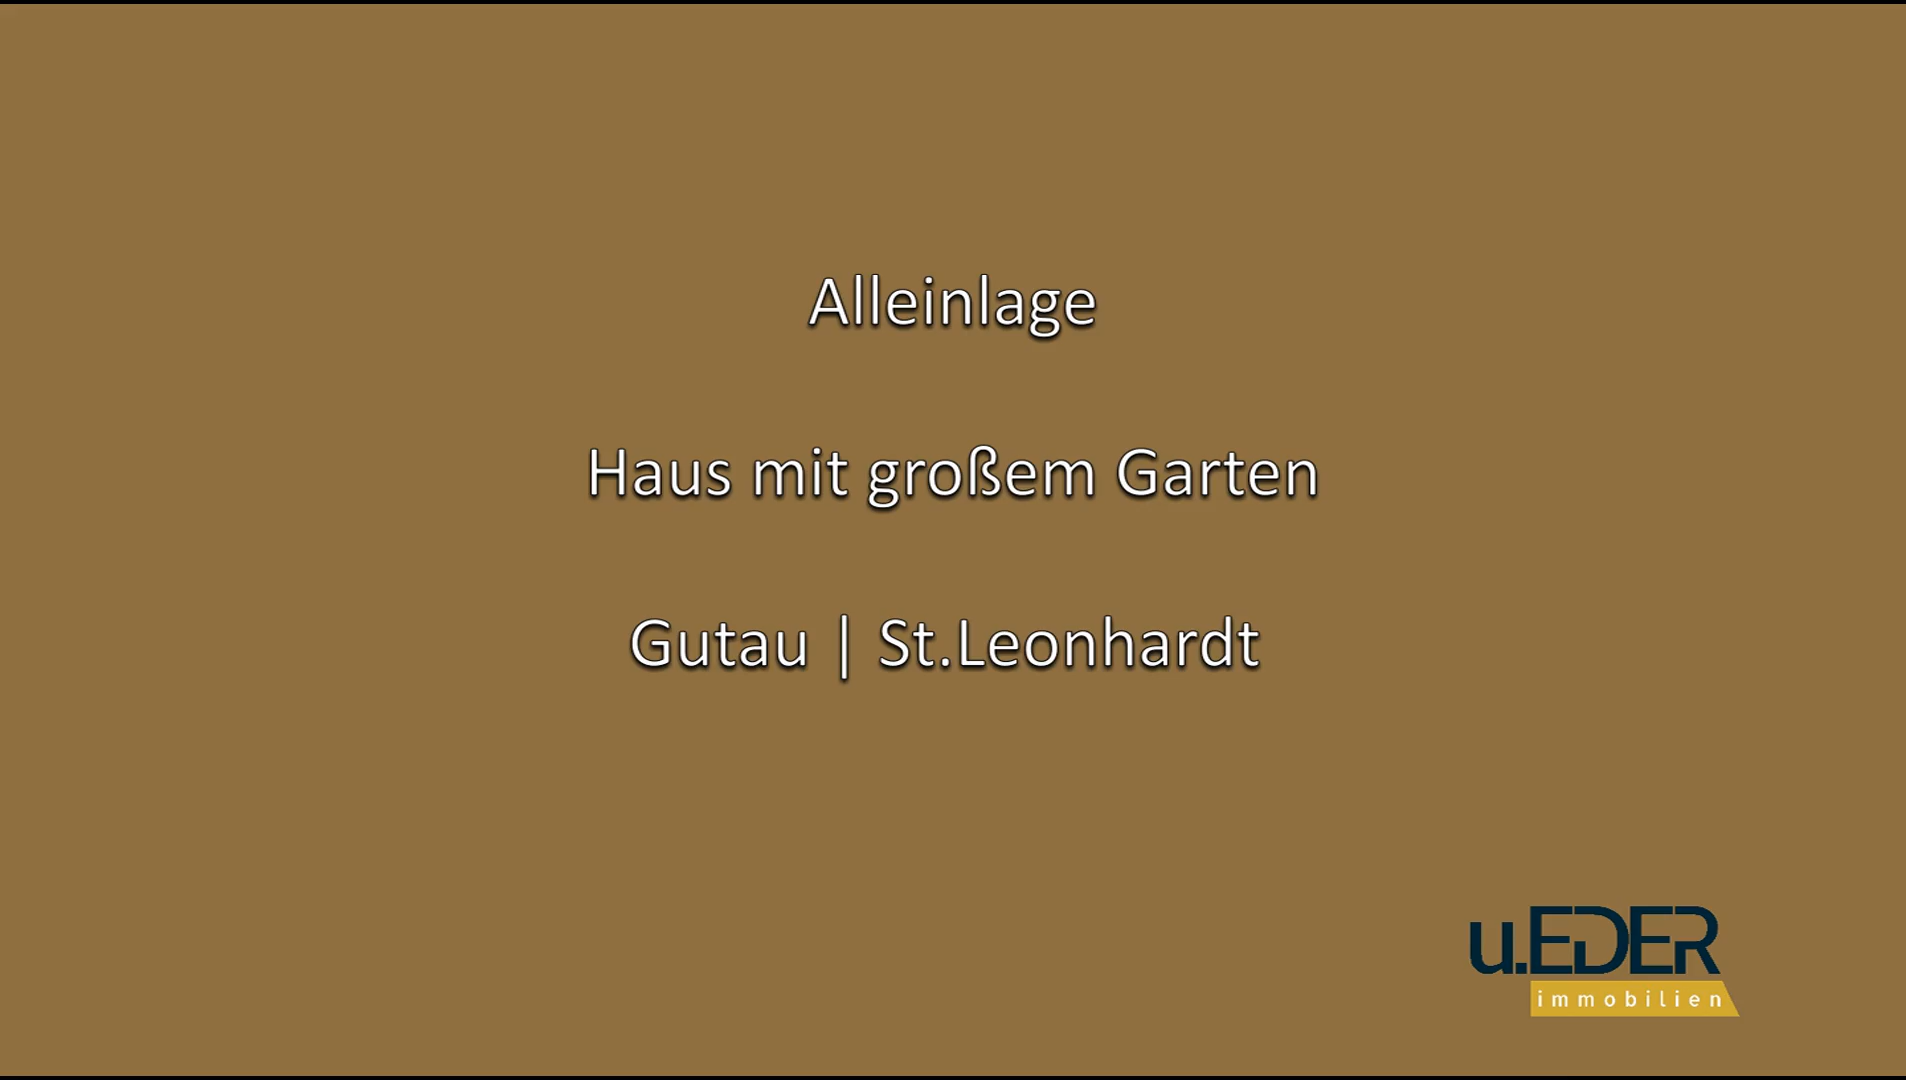 Alleinlage
Haus mit großem Garten
Gutau | St.Leonhardt
u.EDER
immobilien